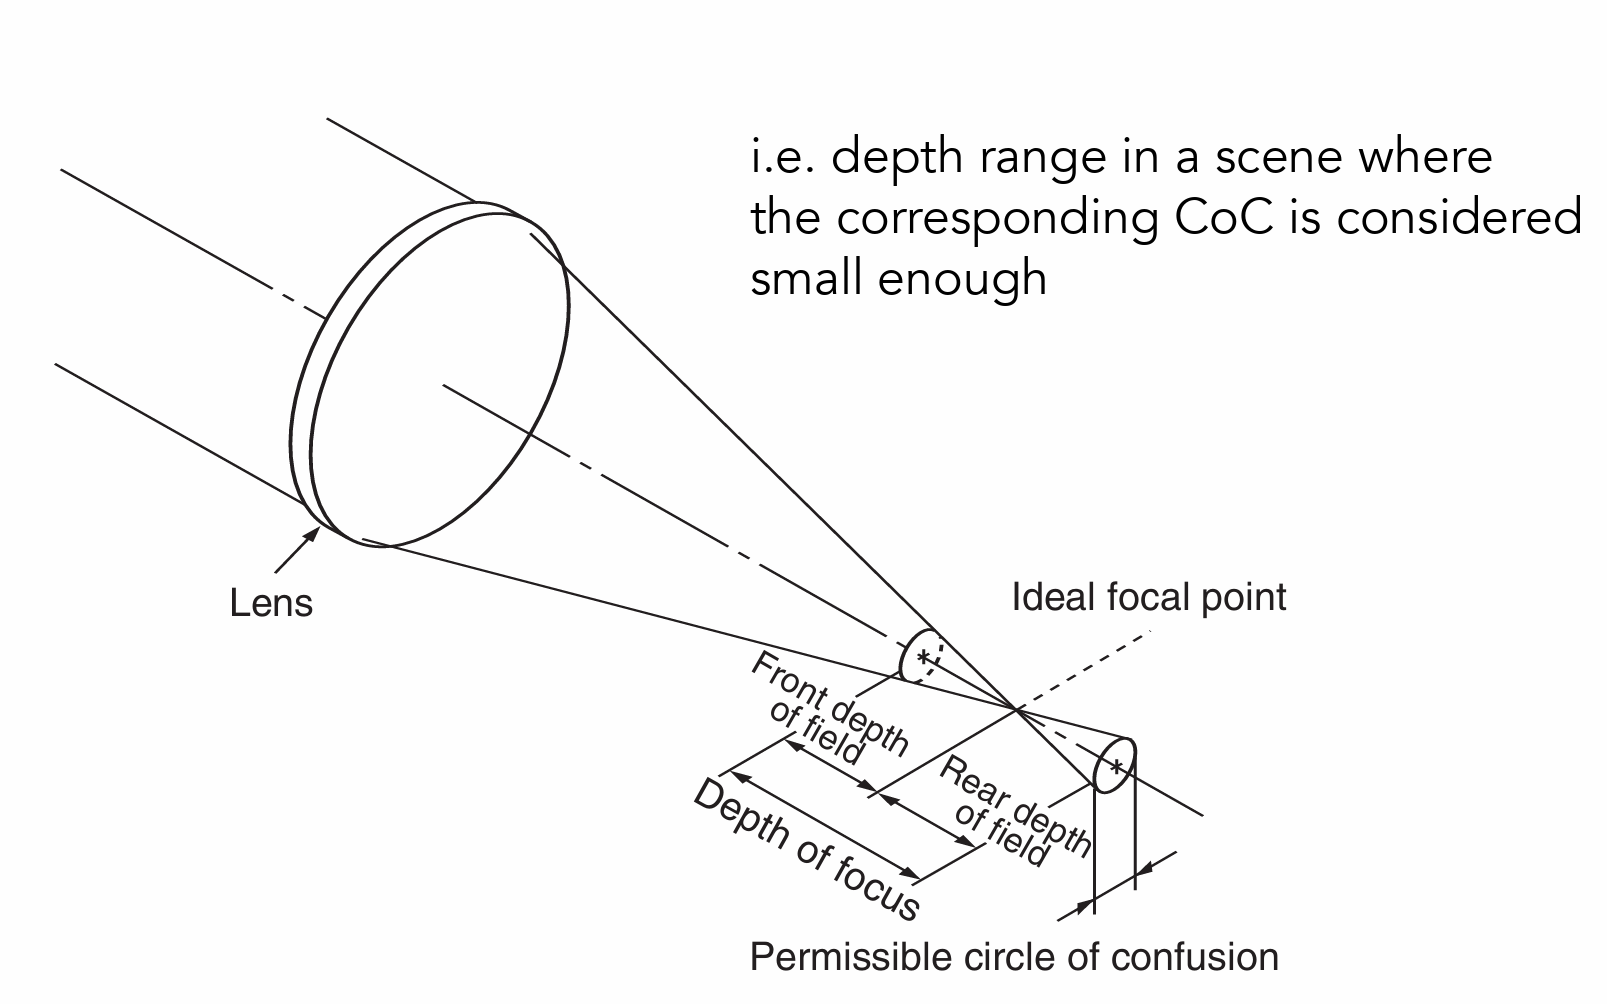 i.e. depth range in a scene where
the corresponding CoC is considered
small enough
Lens
Ideal focal point
Front depth
of field
Rear depth
of field
Depth of focus
Permissible circle of confusion